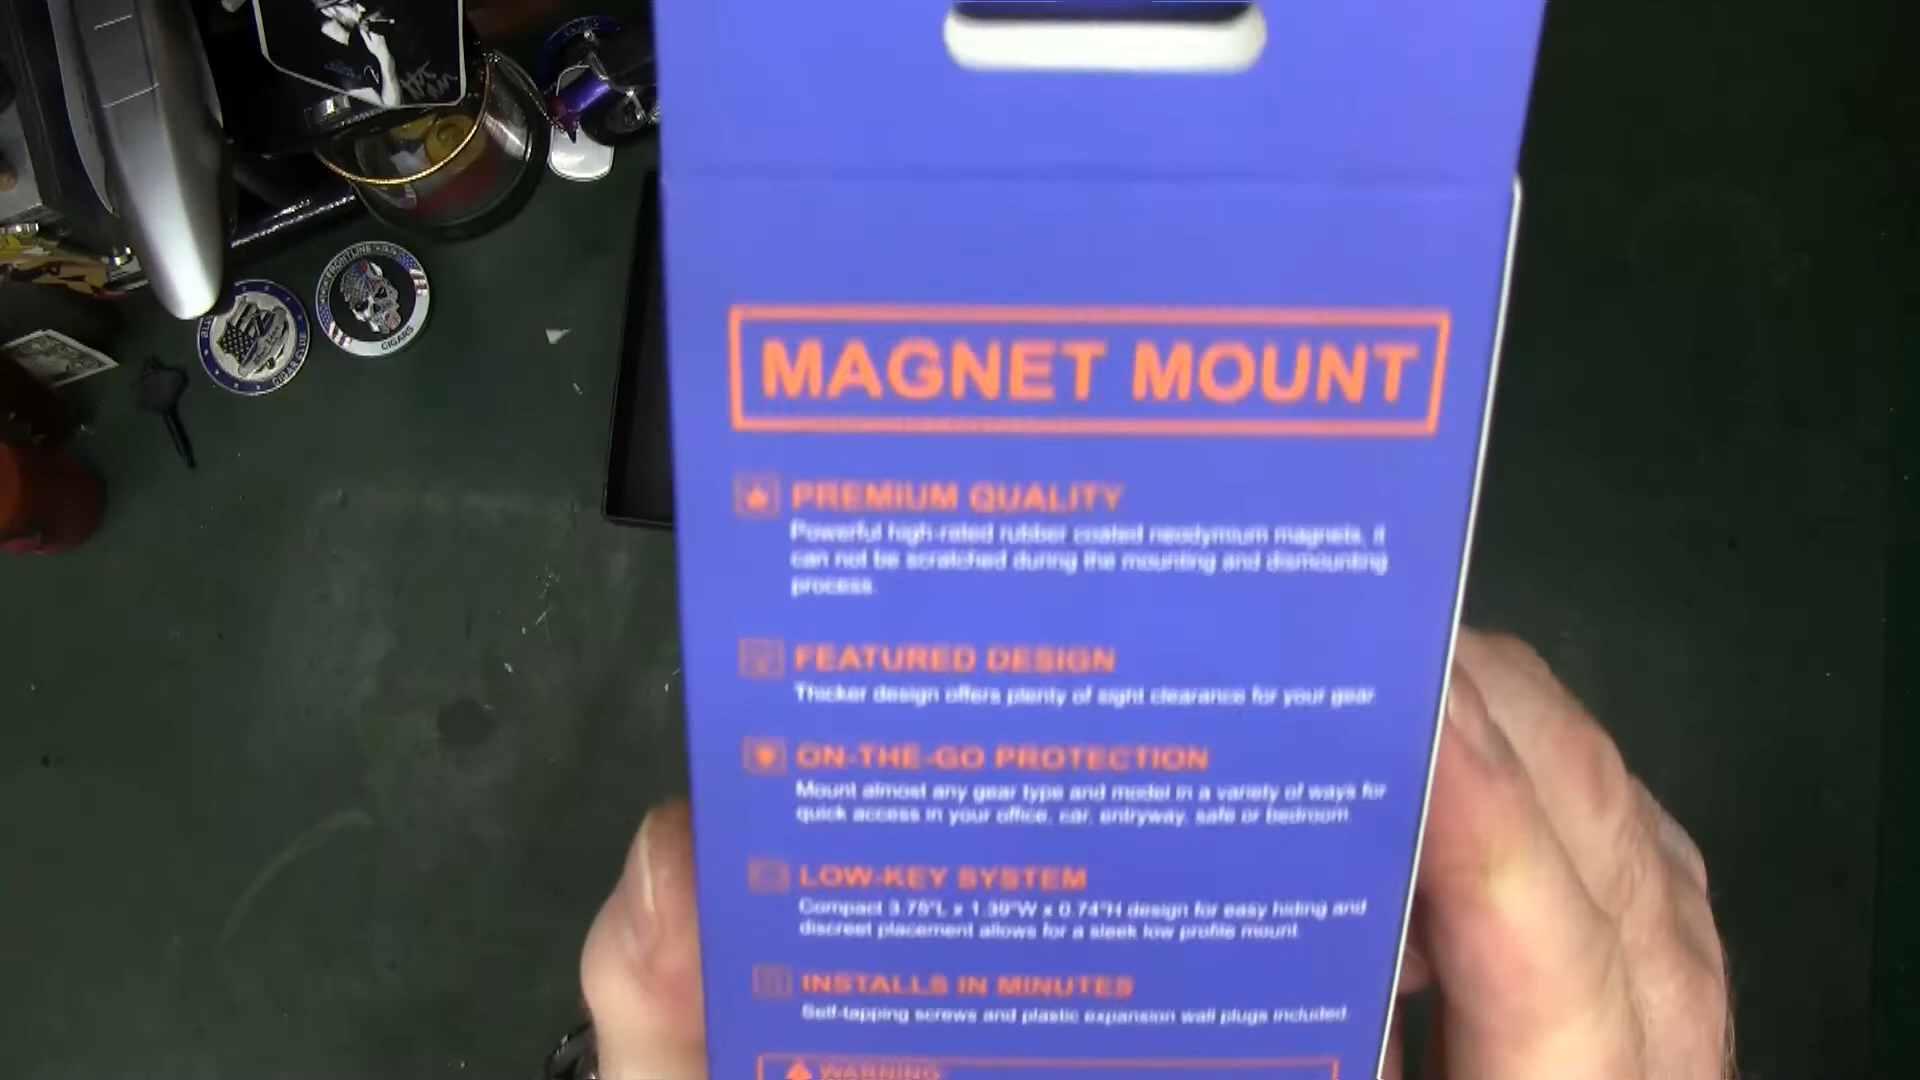 MAGNET MOUNT
PREMIUM QUALITY
Powerful high-rated rubber coated neodymium magnets, it
can not be scratched during the mounting and dismounting
process.
FEATURED DESIGN
Thicker design offers plenty of sight clearance for your gear.
ON-THE-GO PROTECTION
Mount almost any gear type and model in a variety of ways for
quick access in your office, car, entryway, safe or bedroom.
LOW-KEY SYSTEM
Compact 3.75"L x 1.39"W x 0.74"H design for easy hiding and
discreet placement allows for a sleek low profile mount.
INSTALLS IN MINUTES
Self-tapping screws and plastic expansion wall plugs included.
WARNING
FRONTLINE
CIGARS